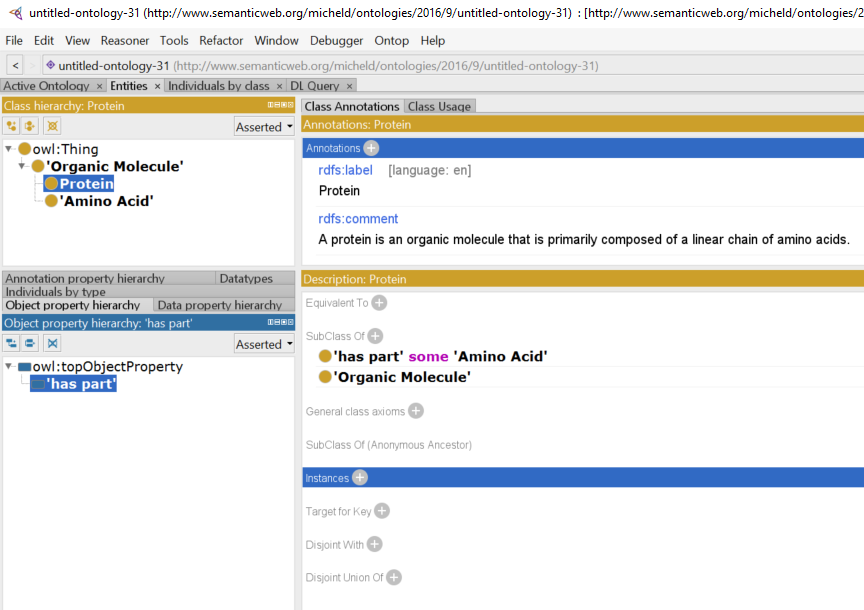 untitled-ontology-31 (http://www.semanticweb.org/micheld/ontologies/2016/9/untitled-ontology-31) : [http://www.semanticweb.org/micheld/ontologies/2
File Edit View Reasoner Tools Refactor Window Debugger Ontop Help
< > untitled-ontology-31 (http://www.semanticweb.org/micheld/ontologies/2016/9/untitled-ontology-31)
Active Ontology × Entities × Individuals by class × DL Query ×
Class hierarchy: Protein
Asserted
owl:Thing
'Organic Molecule'
Protein
'Amino Acid'
Annotation property hierarchy Datatypes
Individuals by type
Object property hierarchy Data property hierarchy
Object property hierarchy: 'has part'
Asserted
owl:topObjectProperty
'has part'
Class Annotations Class Usage
Annotations: Protein
Annotations +
rdfs:label [language: en]
Protein
rdfs:comment
A protein is an organic molecule that is primarily composed of a linear chain of amino acids.
Description: Protein
Equivalent To +
SubClass Of +
'has part' some 'Amino Acid'
'Organic Molecule'
General class axioms +
SubClass Of (Anonymous Ancestor)
Instances +
Target for Key +
Disjoint With +
Disjoint Union Of +